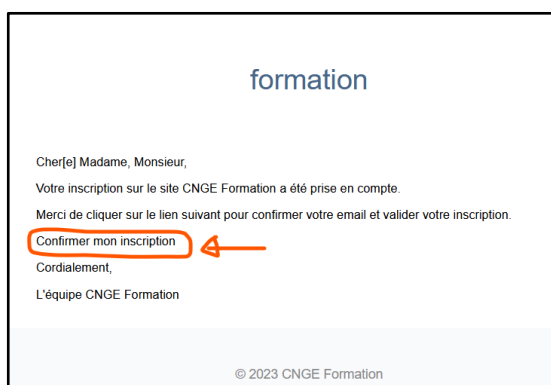 formation
Cher[e] Madame, Monsieur,
Votre inscription sur le site CNGE Formation a été prise en compte.
Merci de cliquer sur le lien suivant pour confirmer votre email et valider votre inscription.
Confirmer mon inscription
Cordialement,
L'équipe CNGE Formation
© 2023 CNGE Formation